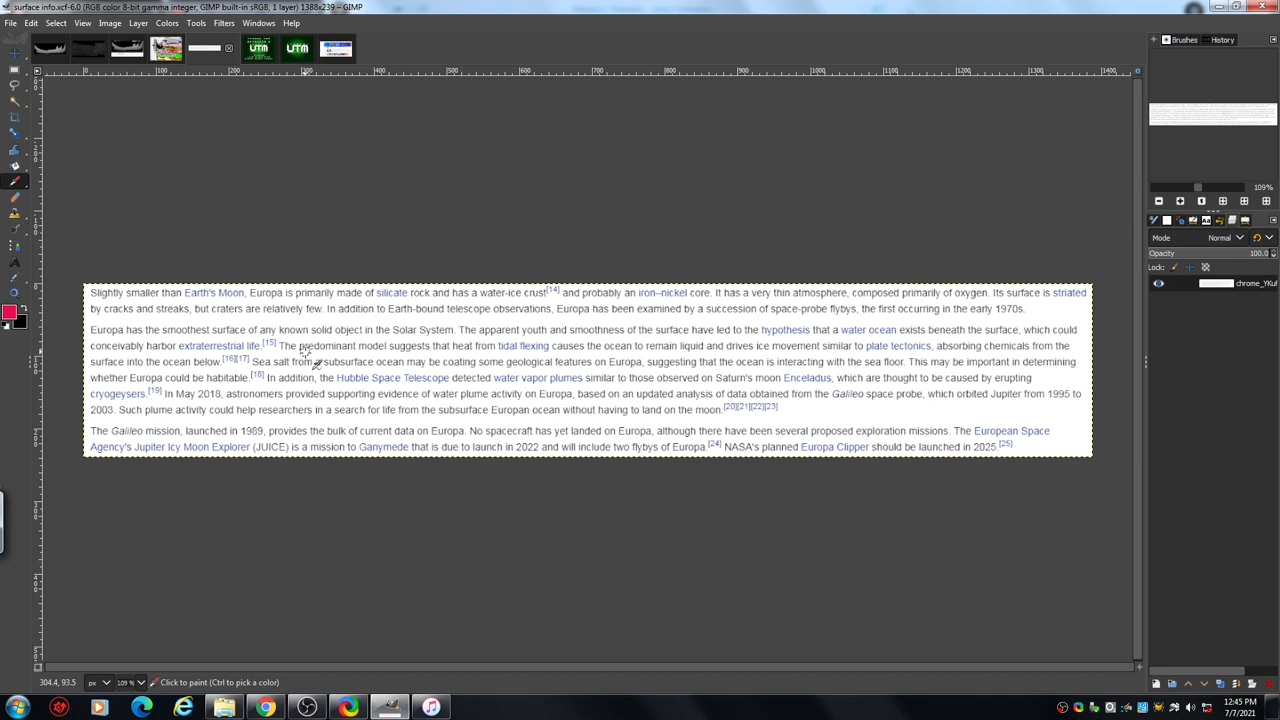 surface info.xcf-6.0 (RGB color 8-bit gamma integer, GIMP built-in sRGB, 1 layer) 1388x239 – GIMP
File Edit Select View Image Layer Colors Tools Filters Windows Help
Brushes History
UTM UTM
0 100 200 300 400 500 600 700 800 900 1000 1100 1200 1300 1400
109%
Mode Normal
Opacity 100.0
Lock:
chrome_YKuf
Slightly smaller than Earth's Moon, Europa is primarily made of silicate rock and has a water-ice crust[14] and probably an iron–nickel core. It has a very thin atmosphere, composed primarily of oxygen. Its surface is striated
by cracks and streaks, but craters are relatively few. In addition to Earth-bound telescope observations, Europa has been examined by a succession of space-probe flybys, the first occurring in the early 1970s.
Europa has the smoothest surface of any known solid object in the Solar System. The apparent youth and smoothness of the surface have led to the hypothesis that a water ocean exists beneath the surface, which could
conceivably harbor extraterrestrial life.[15] The predominant model suggests that heat from tidal flexing causes the ocean to remain liquid and drives ice movement similar to plate tectonics, absorbing chemicals from the
surface into the ocean below.[16][17] Sea salt from a subsurface ocean may be coating some geological features on Europa, suggesting that the ocean is interacting with the sea floor. This may be important in determining
whether Europa could be habitable.[18] In addition, the Hubble Space Telescope detected water vapor plumes similar to those observed on Saturn's moon Enceladus, which are thought to be caused by erupting
cryogeysers.[19] In May 2018, astronomers provided supporting evidence of water plume activity on Europa, based on an updated analysis of data obtained from the Galileo space probe, which orbited Jupiter from 1995 to
2003. Such plume activity could help researchers in a search for life from the subsurface Europan ocean without having to land on the moon.[20][21][22][23]
The Galileo mission, launched in 1989, provides the bulk of current data on Europa. No spacecraft has yet landed on Europa, although there have been several proposed exploration missions. The European Space
Agency's Jupiter Icy Moon Explorer (JUICE) is a mission to Ganymede that is due to launch in 2022 and will include two flybys of Europa.[24] NASA's planned Europa Clipper should be launched in 2025.[25]
304.4, 93.5 px 109 % Click to paint (Ctrl to pick a color)
12:45 PM
7/7/2021